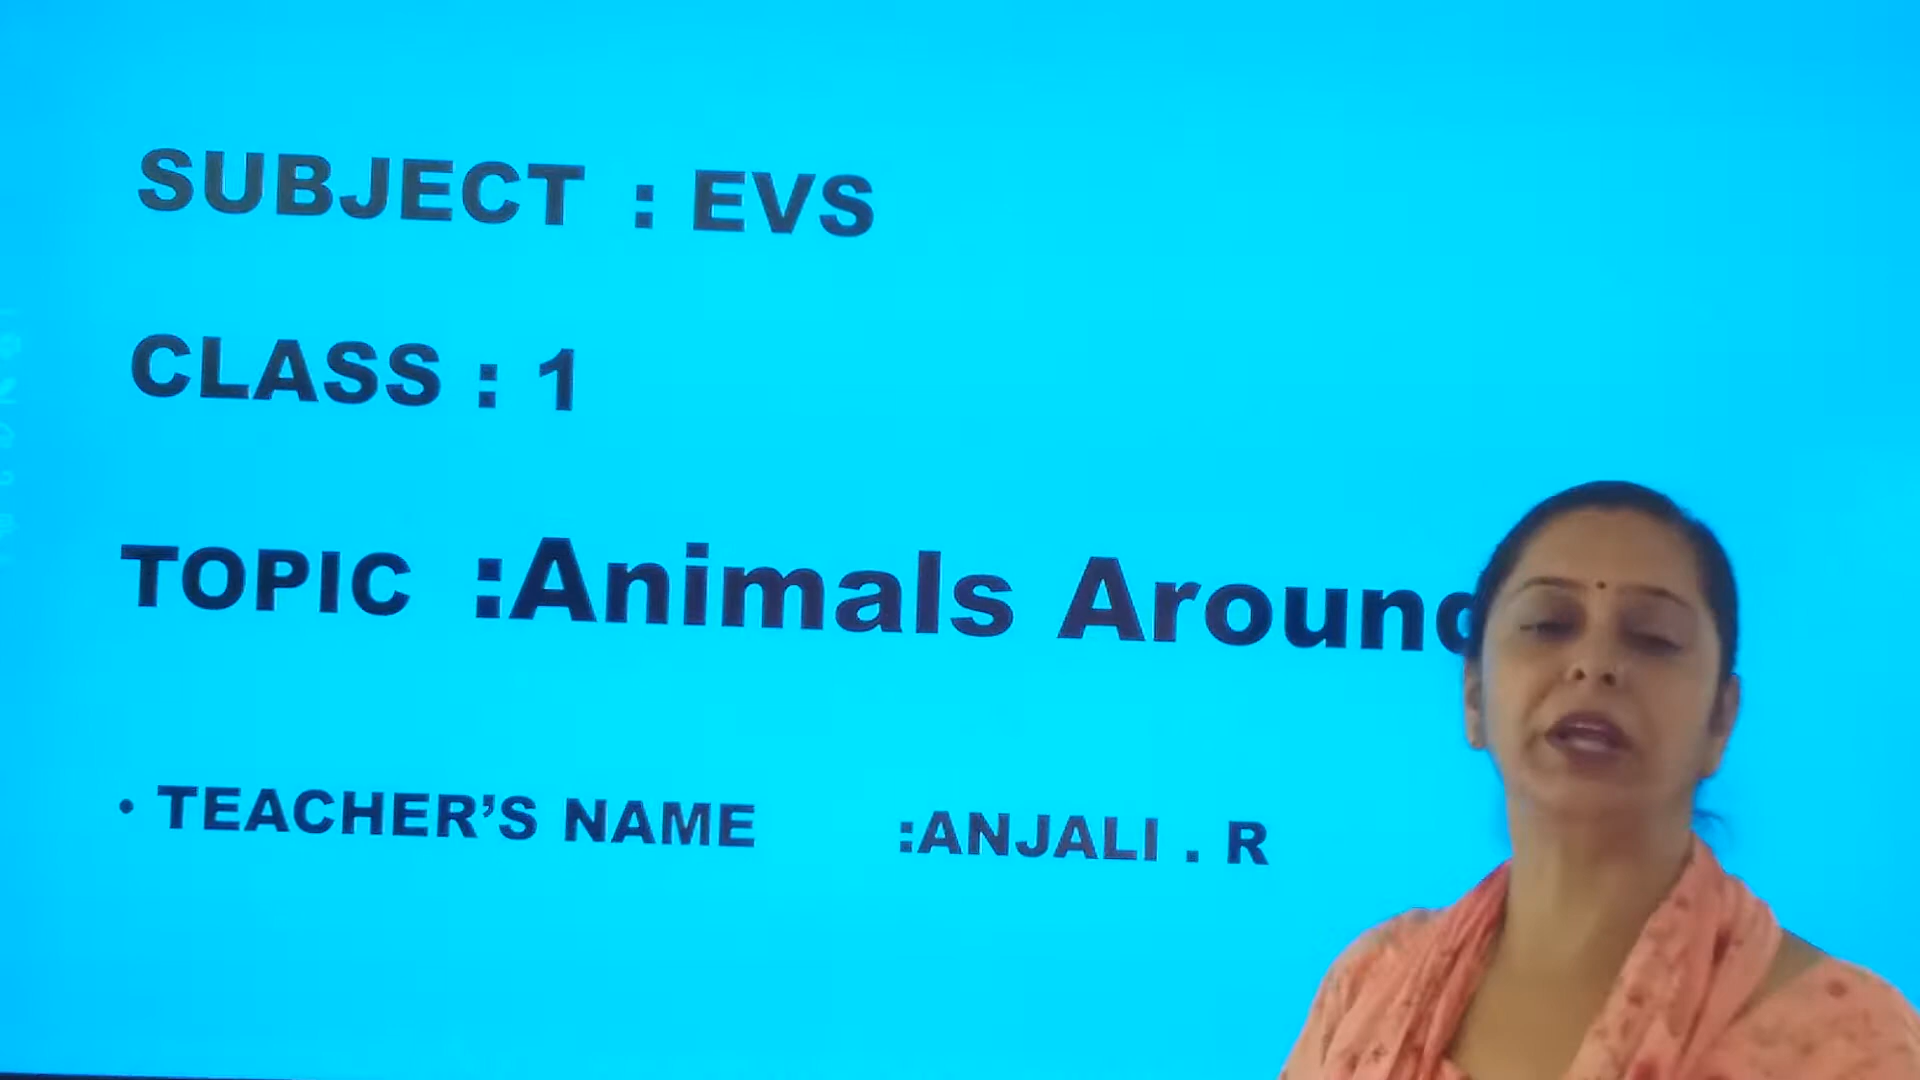 SUBJECT : EVS
CLASS : 1
TOPIC :Animals Around
• TEACHER’S NAME :ANJALI . R